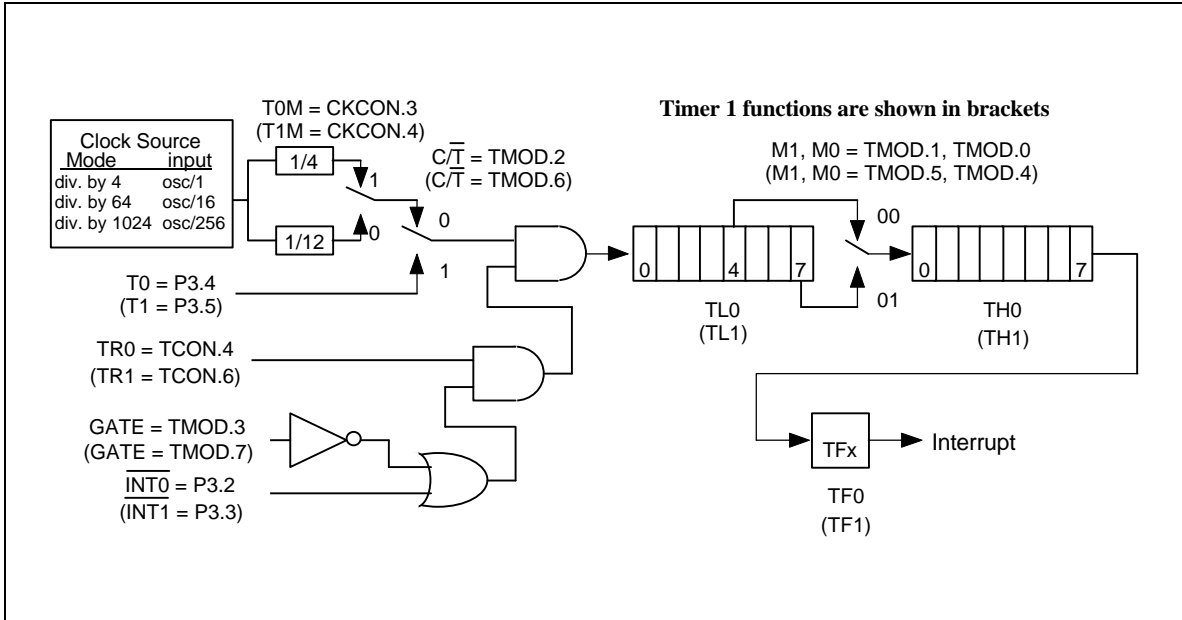 T0M = CKCON.3
(T1M = CKCON.4)
Timer 1 functions are shown in brackets
Clock Source
Mode input
div. by 4 osc/1
div. by 64 osc/16
div. by 1024 osc/256
1/4
1/12
1
0
C/T̅ = TMOD.2
(C/T̅ = TMOD.6)
0
1
M1, M0 = TMOD.1, TMOD.0
(M1, M0 = TMOD.5, TMOD.4)
00
01
0 4 7
TL0
(TL1)
0 7
TH0
(TH1)
T0 = P3.4
(T1 = P3.5)
TR0 = TCON.4
(TR1 = TCON.6)
GATE = TMOD.3
(GATE = TMOD.7)
I̅N̅T̅0̅ = P3.2
(I̅N̅T̅1̅ = P3.3)
TFx
Interrupt
TF0
(TF1)